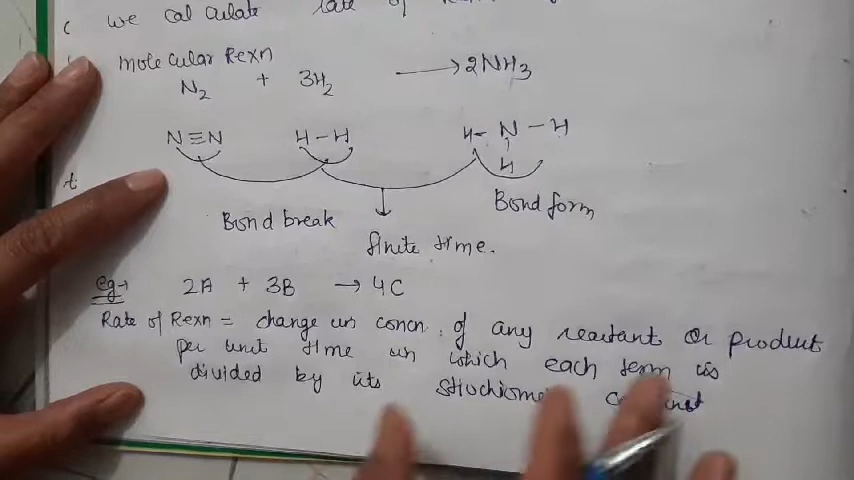 c we calculate rate of
molecular Rexn
N2 + 3H2 → 2NH3
N≡N H-H H-N-H
H
t
Bond break Bond form
finite time.
eg→ 2A + 3B → 4C
Rate of Rexn = change in concn. of any reactant or product
per unit time in which each term is
divided by its